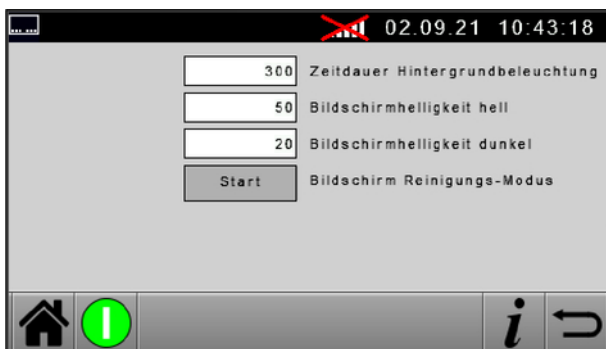 02.09.21 10:43:18
300 Zeitdauer Hintergrundbeleuchtung
50 Bildschirmhelligkeit hell
20 Bildschirmhelligkeit dunkel
Start Bildschirm Reinigungs-Modus
i